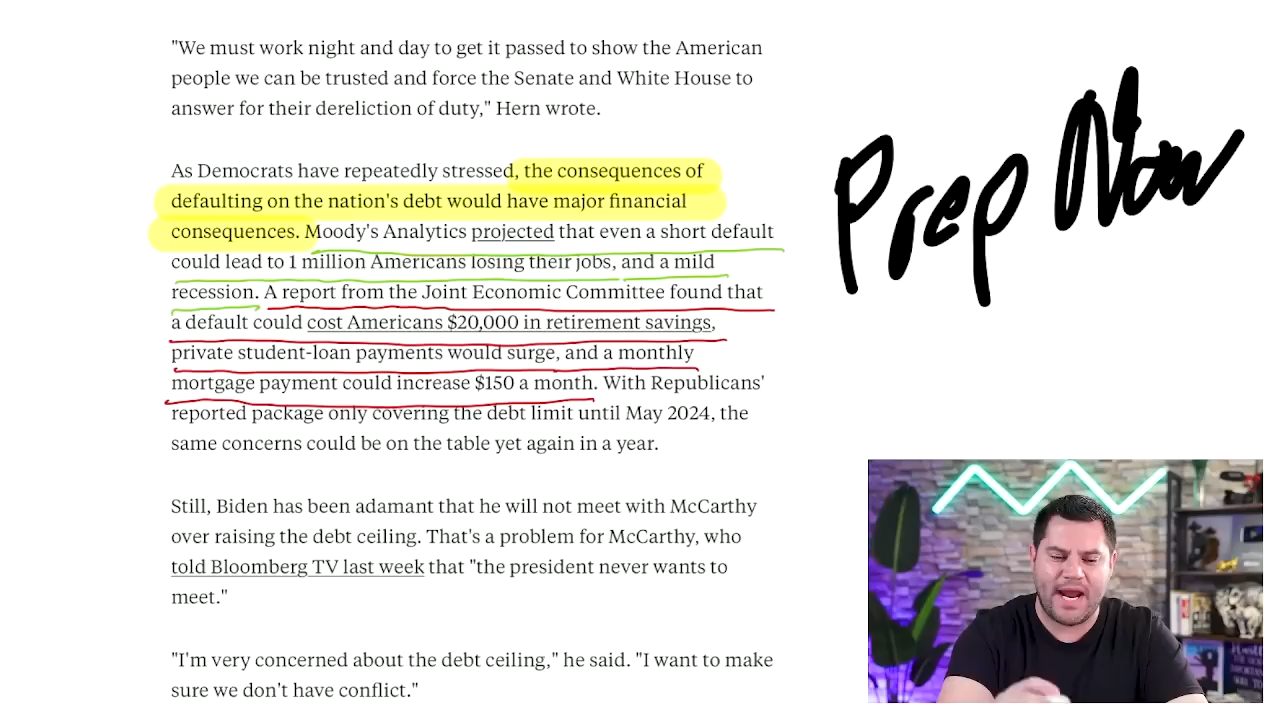 "We must work night and day to get it passed to show the American
people we can be trusted and force the Senate and White House to
answer for their dereliction of duty," Hern wrote.
As Democrats have repeatedly stressed, the consequences of
defaulting on the nation's debt would have major financial
consequences. Moody's Analytics projected that even a short default
could lead to 1 million Americans losing their jobs, and a mild
recession. A report from the Joint Economic Committee found that
a default could cost Americans $20,000 in retirement savings,
private student-loan payments would surge, and a monthly
mortgage payment could increase $150 a month. With Republicans'
reported package only covering the debt limit until May 2024, the
same concerns could be on the table yet again in a year.
Still, Biden has been adamant that he will not meet with McCarthy
over raising the debt ceiling. That's a problem for McCarthy, who
told Bloomberg TV last week that "the president never wants to
meet."
"I'm very concerned about the debt ceiling," he said. "I want to make
sure we don't have conflict."
Prep Now